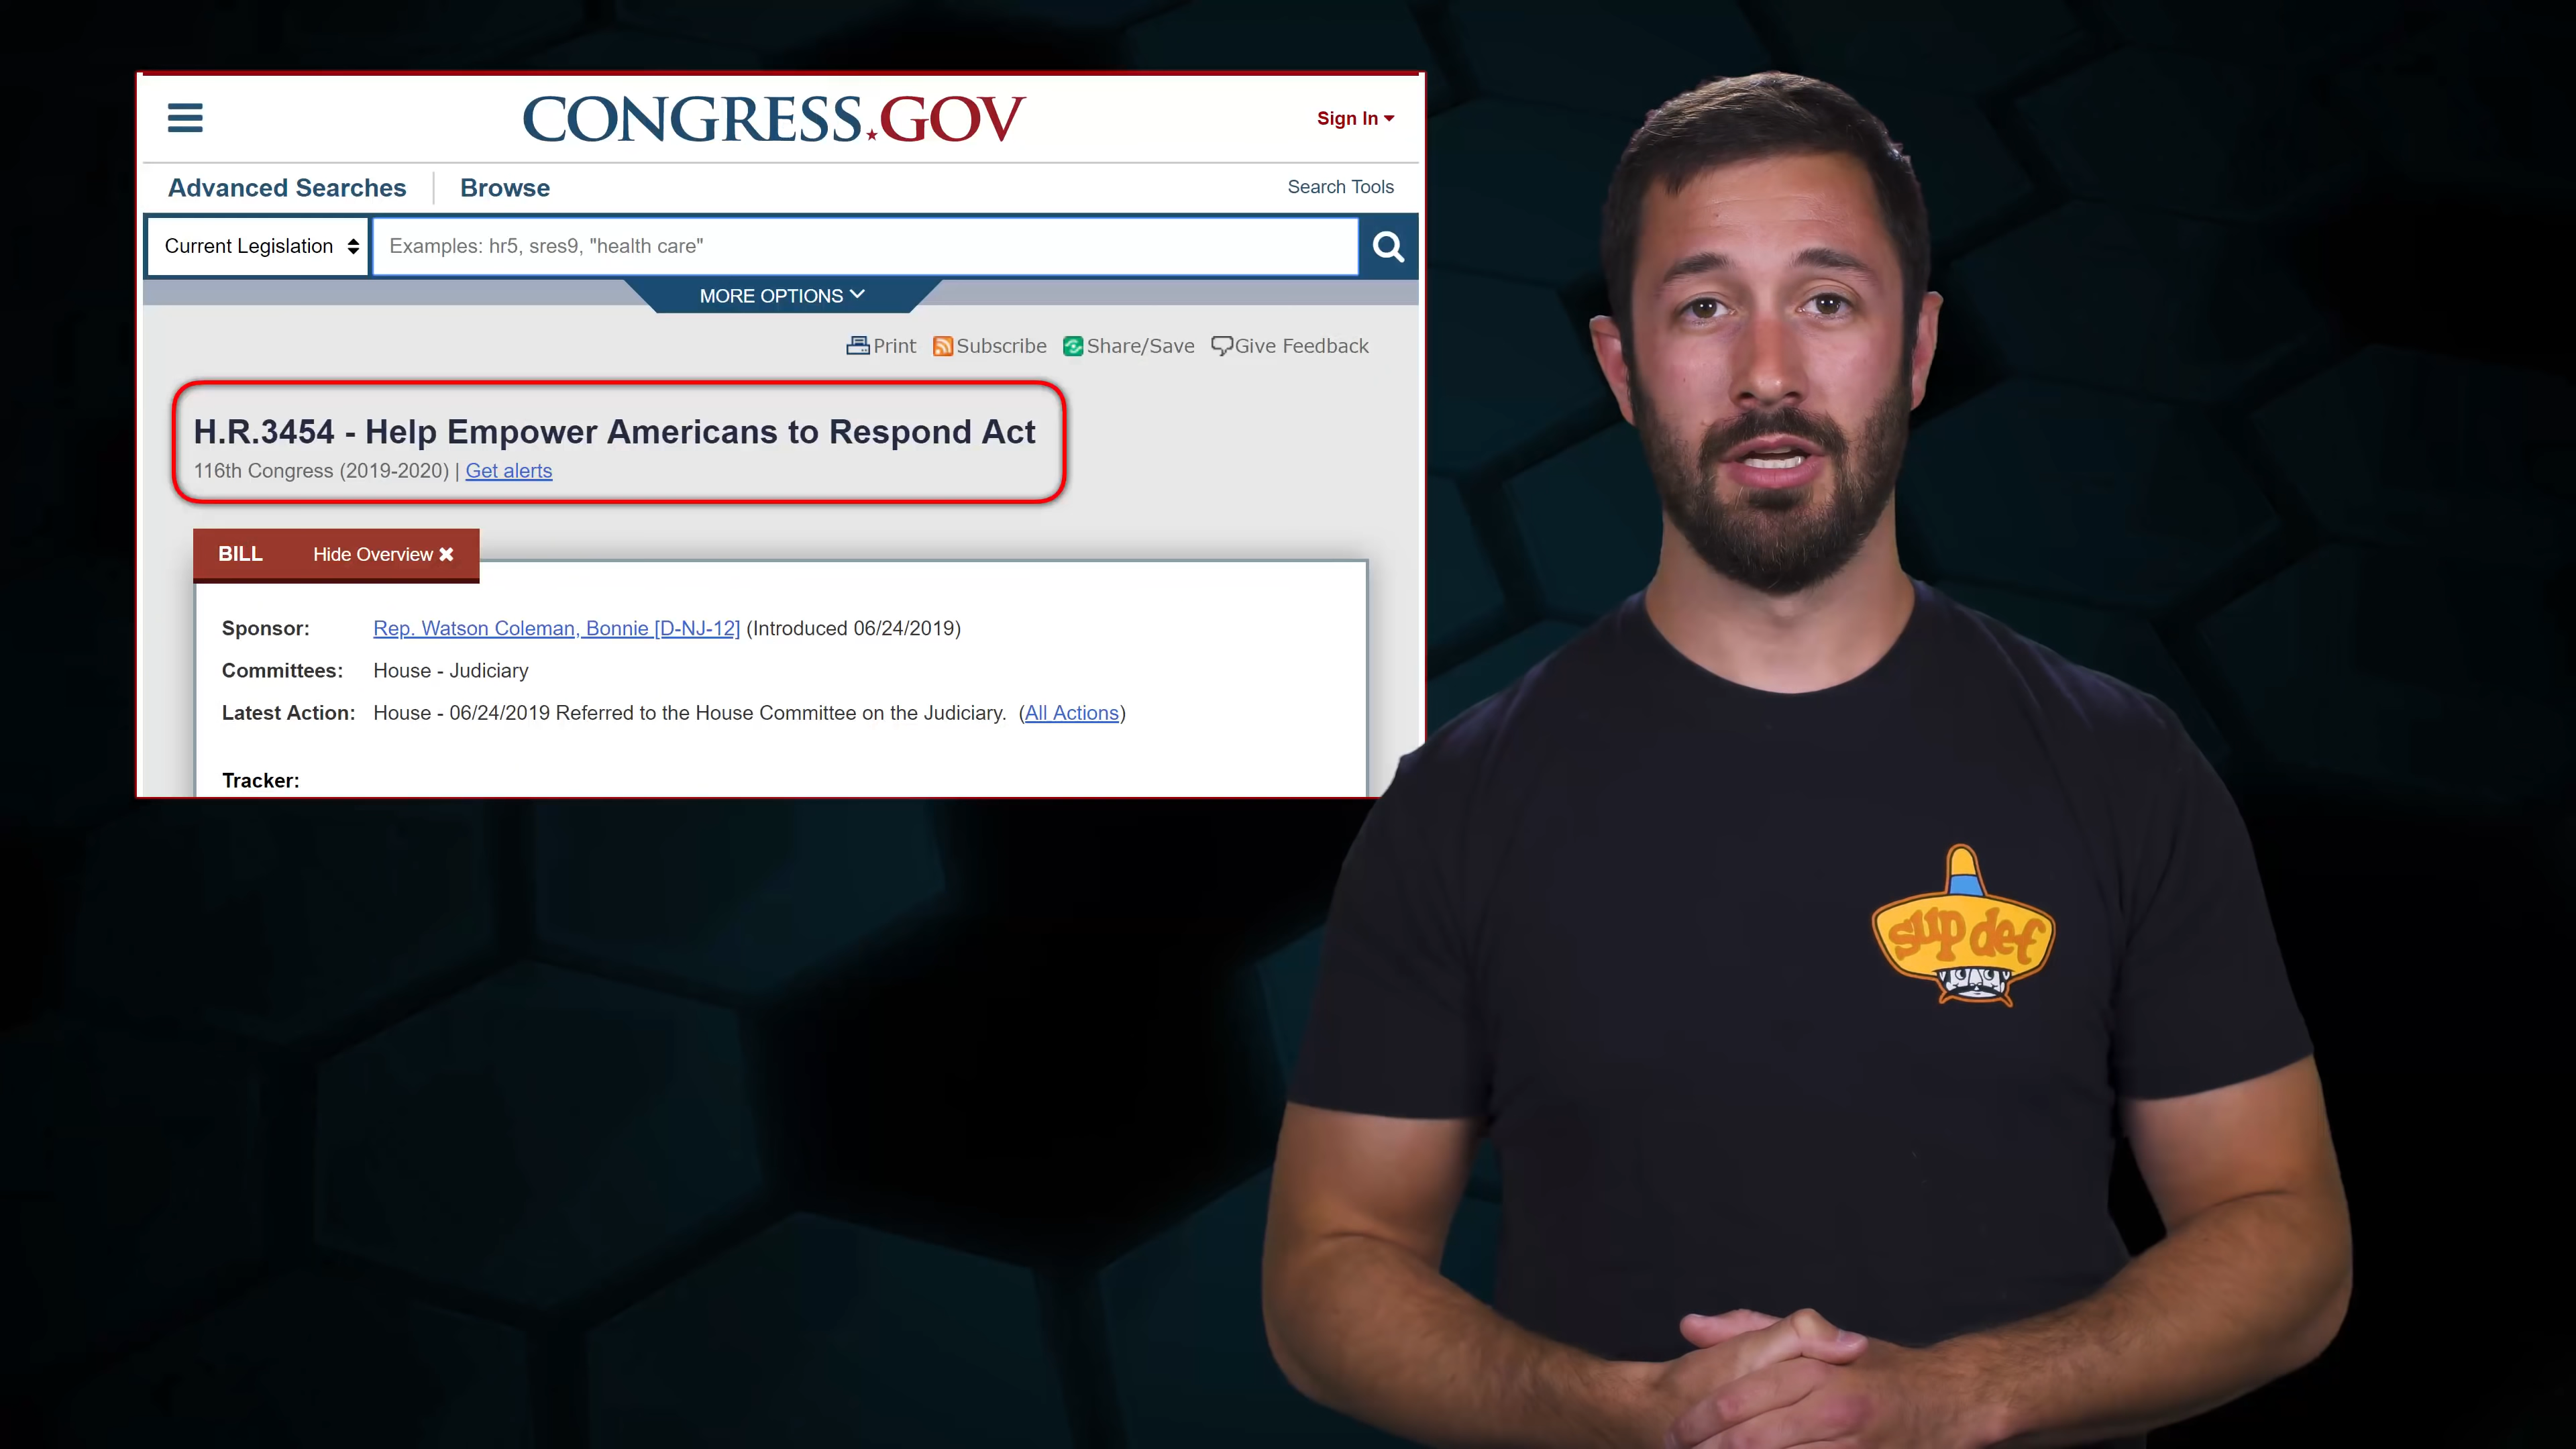 CONGRESS.GOV
Sign In
Advanced Searches
Browse
Search Tools
Current Legislation
Examples: hr5, sres9, "health care"
MORE OPTIONS
Print
Subscribe
Share/Save
Give Feedback
H.R.3454 - Help Empower Americans to Respond Act
116th Congress (2019-2020) | Get alerts
BILL
Hide Overview
Sponsor: Rep. Watson Coleman, Bonnie [D-NJ-12] (Introduced 06/24/2019)
Committees: House - Judiciary
Latest Action: House - 06/24/2019 Referred to the House Committee on the Judiciary. (All Actions)
Tracker:
sup def